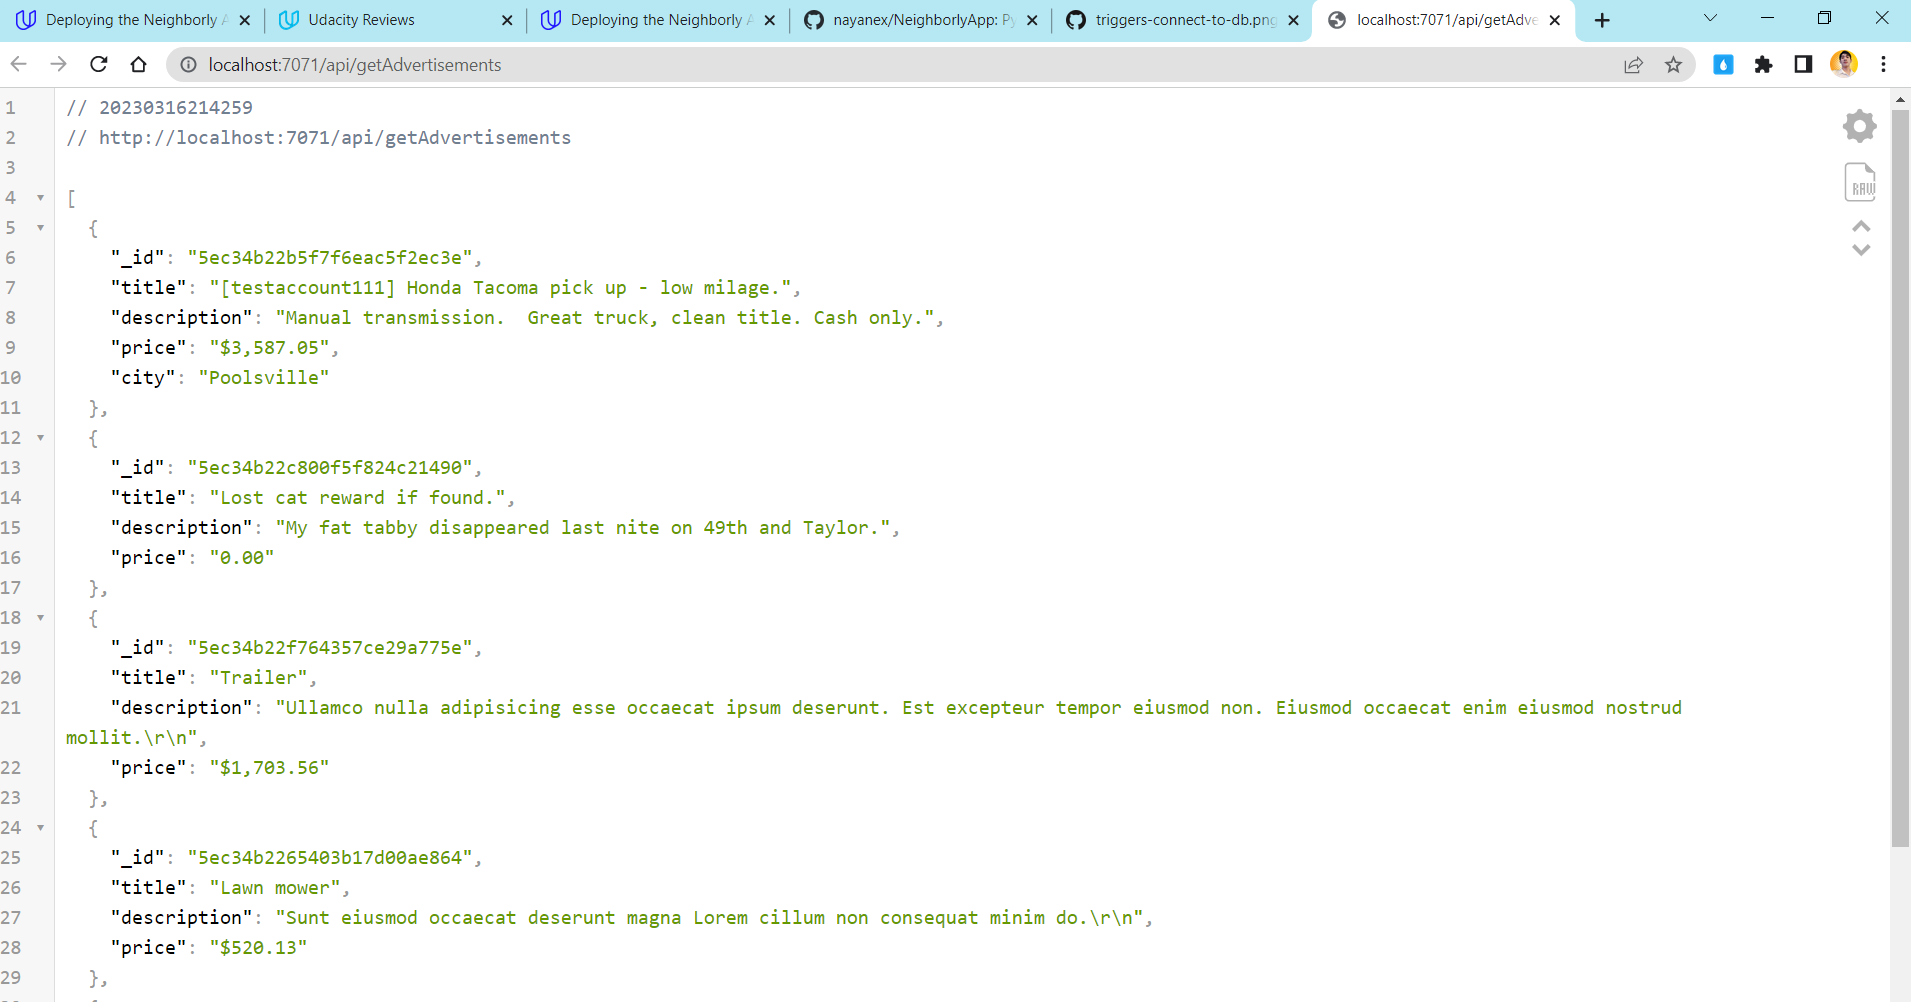 Deploying the Neighborly A
Udacity Reviews
Deploying the Neighborly A
nayanex/NeighborlyApp: Py
triggers-connect-to-db.png
localhost:7071/api/getAdve
localhost:7071/api/getAdvertisements
1 // 20230316214259
2 // http://localhost:7071/api/getAdvertisements
3
4 [
5 {
6 "_id": "5ec34b22b5f7f6eac5f2ec3e",
7 "title": "[testaccount111] Honda Tacoma pick up - low milage.",
8 "description": "Manual transmission.  Great truck, clean title. Cash only.",
9 "price": "$3,587.05",
10 "city": "Poolsville"
11 },
12 {
13 "_id": "5ec34b22c800f5f824c21490",
14 "title": "Lost cat reward if found.",
15 "description": "My fat tabby disappeared last nite on 49th and Taylor.",
16 "price": "0.00"
17 },
18 {
19 "_id": "5ec34b22f764357ce29a775e",
20 "title": "Trailer",
21 "description": "Ullamco nulla adipisicing esse occaecat ipsum deserunt. Est excepteur tempor eiusmod non. Eiusmod occaecat enim eiusmod nostrud
mollit.\r\n",
22 "price": "$1,703.56"
23 },
24 {
25 "_id": "5ec34b2265403b17d00ae864",
26 "title": "Lawn mower",
27 "description": "Sunt eiusmod occaecat deserunt magna Lorem cillum non consequat minim do.\r\n",
28 "price": "$520.13"
29 },
RAW